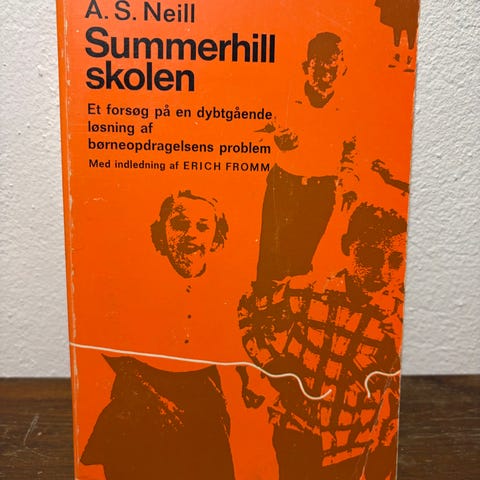 A. S. Neill
Summerhill
skolen
Et forsøg på en dybtgående
løsning af
børneopdragelsens problem
Med indledning af ERICH FROMM